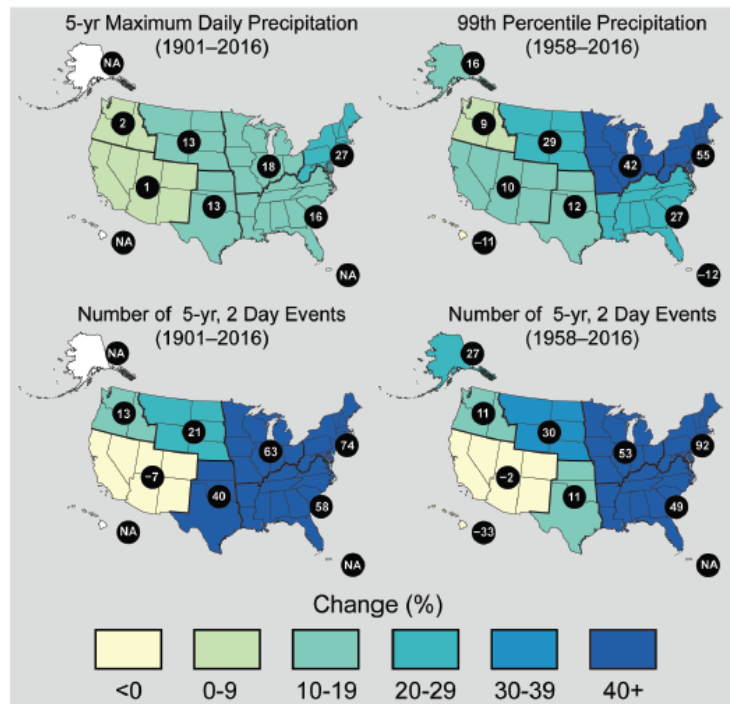 5-yr Maximum Daily Precipitation
(1901–2016)
NA
2
13
18
27
1
13
16
NA
NA
99th Percentile Precipitation
(1958–2016)
16
9
29
42
55
10
12
27
–11
–12
Number of 5-yr, 2 Day Events
(1901–2016)
NA
13
21
63
74
–7
40
58
NA
NA
Number of 5-yr, 2 Day Events
(1958–2016)
27
11
30
53
92
–2
11
49
–33
NA
Change (%)
<0 0-9 10-19 20-29 30-39 40+